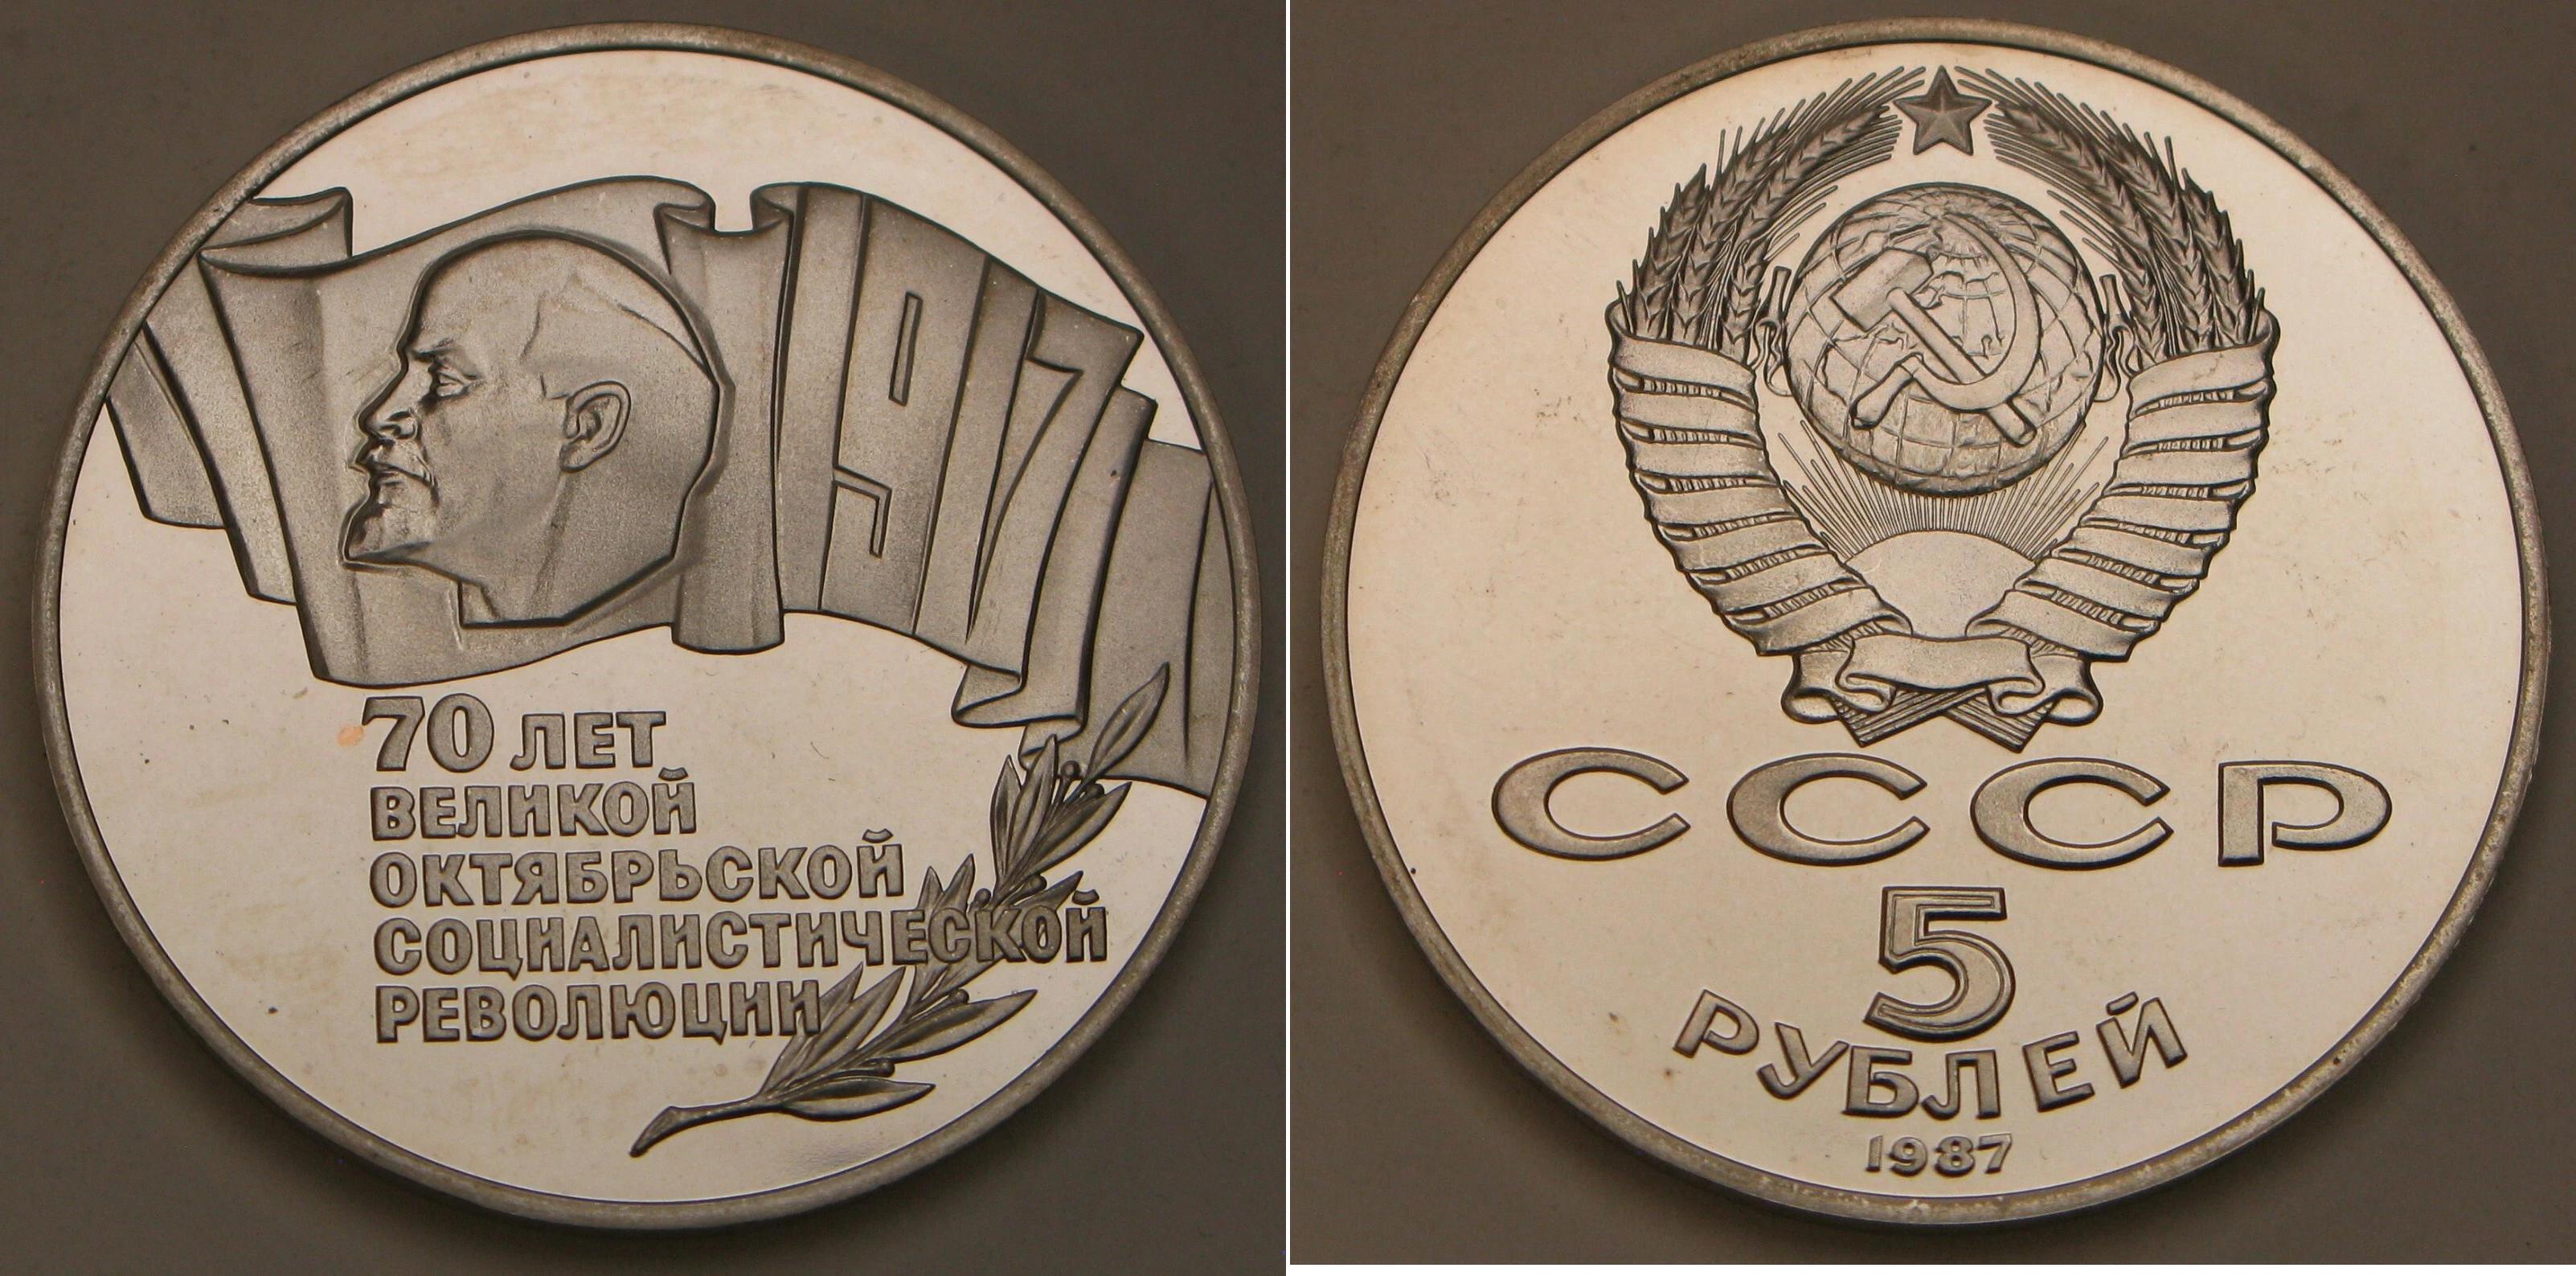 1917
70 ЛЕТ
ВЕЛИКОЙ
ОКТЯБРЬСКОЙ
СОЦИАЛИСТИЧЕСКОЙ
РЕВОЛЮЦИИ
СССР
5
РУБЛЕЙ
1987